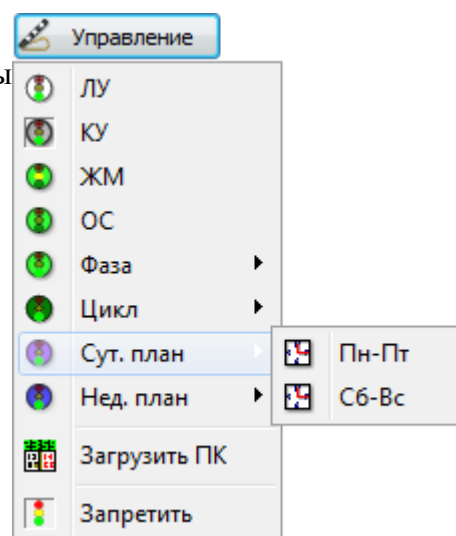 Управление
ы
ЛУ
КУ
ЖМ
ОС
Фаза
Цикл
Сут. план
Пн-Пт
Нед. план
Сб-Вс
Загрузить ПК
Запретить